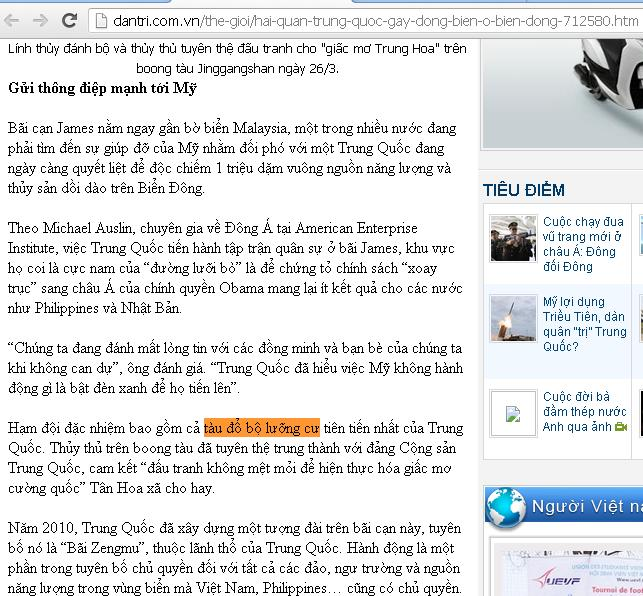 dantri.com.vn/the-gioi/hai-quan-trung-quoc-gay-dong-bien-o-bien-dong-712580.htm
Lính thủy đánh bộ và thủy thủ tuyên thệ đấu tranh cho "giấc mơ Trung Hoa" trên
boong tàu Jinggangshan ngày 26/3.
Gửi thông điệp mạnh tới Mỹ
Bãi cạn James nằm ngay gần bờ biển Malaysia, một trong nhiều nước đang
phải tìm đến sự giúp đỡ của Mỹ nhằm đối phó với một Trung Quốc đang
ngày càng quyết liệt để độc chiếm 1 triệu dặm vuông nguồn năng lượng và
thủy sản dồi dào trên Biển Đông.
Theo Michael Auslin, chuyên gia về Đông Á tại American Enterprise
Institute, việc Trung Quốc tiến hành tập trận quân sự ở bãi James, khu vực
họ coi là cực nam của “đường lưỡi bò” là để chứng tỏ chính sách “xoay
trục” sang châu Á của chính quyền Obama mang lại ít kết quả cho các nước
như Philippines và Nhật Bản.
“Chúng ta đang đánh mất lòng tin với các đồng minh và bạn bè của chúng ta
khi không can dự”, ông đánh giá. “Trung Quốc đã hiểu việc Mỹ không hành
động gì là bật đèn xanh để họ tiến lên”.
Hạm đội đặc nhiệm bao gồm cả tàu đổ bộ lưỡng cư tiên tiến nhất của Trung
Quốc. Thủy thủ trên boong tàu đã tuyên thệ trung thành với đảng Cộng sản
Trung Quốc, cam kết “đấu tranh không mệt mỏi để hiện thực hóa giấc mơ
cường quốc” Tân Hoa xã cho hay.
Năm 2010, Trung Quốc đã xây dựng một tượng đài trên bãi cạn này, tuyên
bố nó là “Bãi Zengmu”, thuộc lãnh thổ của Trung Quốc. Hành động là một
phần trong tuyên bố chủ quyền đối với tất cả các đảo, ngư trường và nguồn
năng lượng trong vùng biển mà Việt Nam, Philippines… cũng có chủ quyền.
TIÊU ĐIỂM
Cuộc chạy đua
vũ trang mới ở
châu Á: Đông
đối Đông
Mỹ lợi dụng
Triều Tiên, dàn
quân "trị" Trung
Quốc?
Cuộc đời bà
đầm thép nước
Anh qua ảnh
Người Việt na
UEVF
Tournoi de